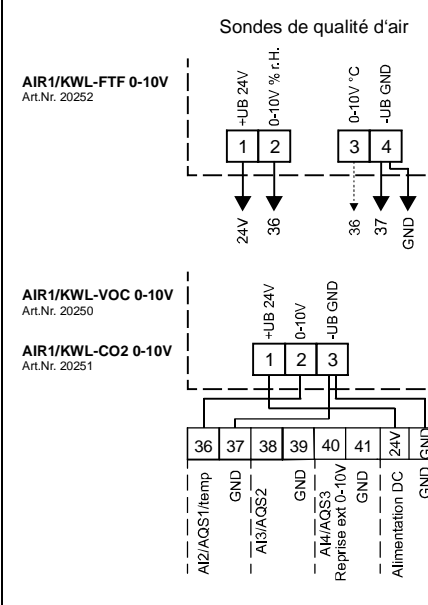 Sondes de qualité d'air
AIR1/KWL-FTF 0-10V
Art.Nr. 20252
+UB 24V
0-10V % r.H.
0-10V °C
-UB GND
1 2 3 4
24V
36
36
37
GND
AIR1/KWL-VOC 0-10V
Art.Nr. 20250
AIR1/KWL-CO2 0-10V
Art.Nr. 20251
+UB 24V
0-10V
-UB GND
1 2 3
36 37 38 39 40 41 24V GND
AI2/AQS1/temp
GND
AI3/AQS2
GND
AI4/AQS3
Reprise ext 0-10V
GND
Alimentation DC
GND